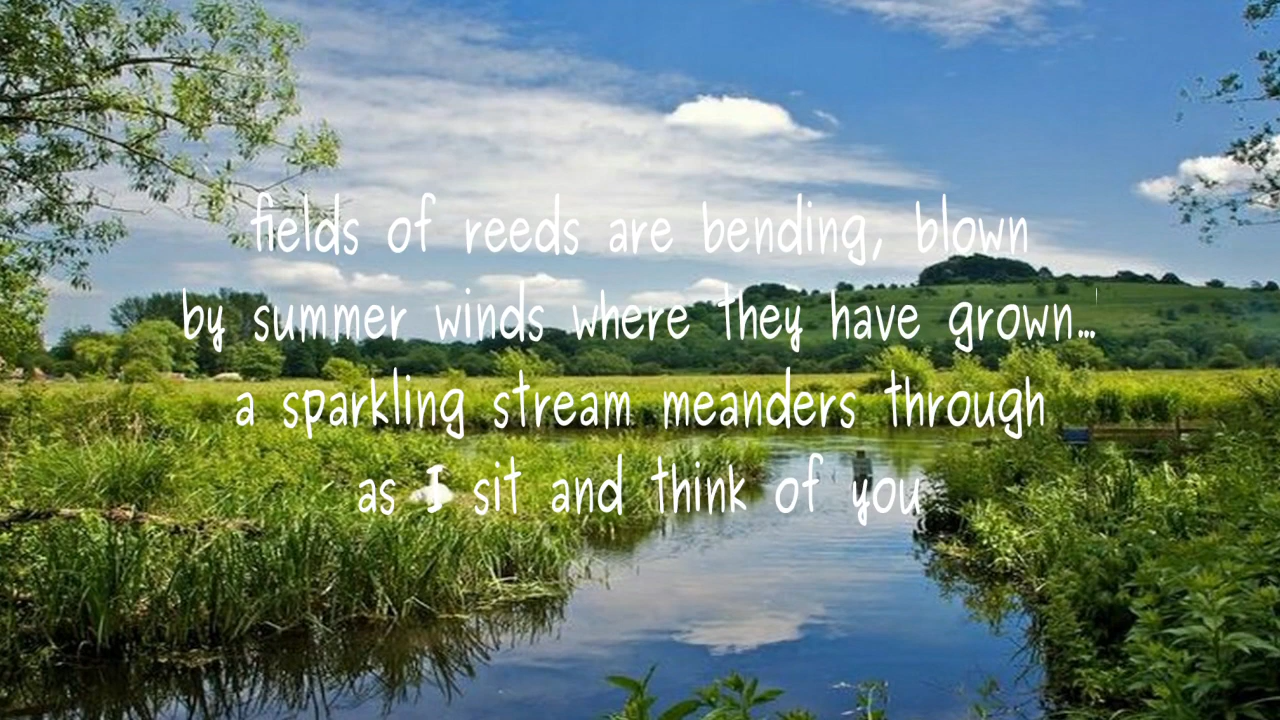 fields of reeds are bending, blown
by summer winds where they have grown...
a sparkling stream meanders through
as I sit and think of you